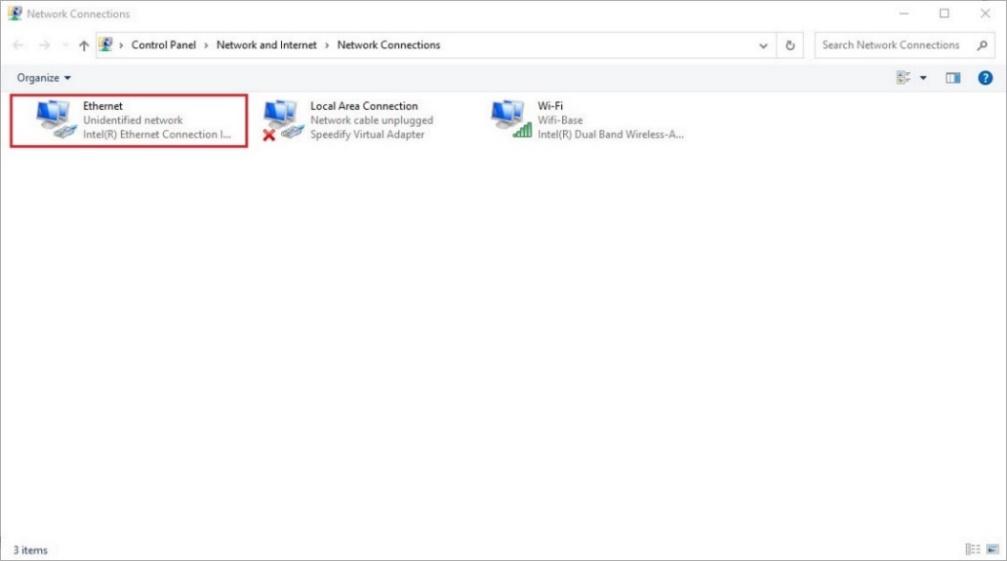 Network Connections
Control Panel › Network and Internet › Network Connections
Search Network Connections
Organize
Ethernet
Unidentified network
Intel(R) Ethernet Connection I...
Local Area Connection
Network cable unplugged
Speedify Virtual Adapter
Wi-Fi
Wifi-Base
Intel(R) Dual Band Wireless-A...
3 items